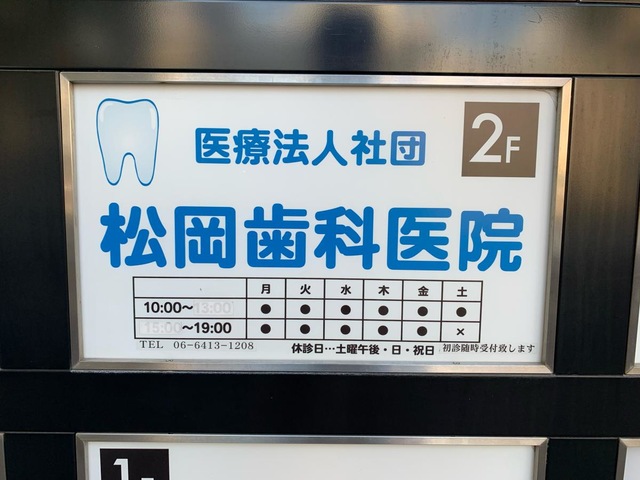 医療法人社団
2F
松岡歯科医院
月 火 水 木 金 土
10:00～13:00 ● ● ● ● ● ●
15:00～19:00 ● ● ● ● ● ×
TEL 06-6413-1208
休診日…土曜午後・日・祝日
初診随時受付致します